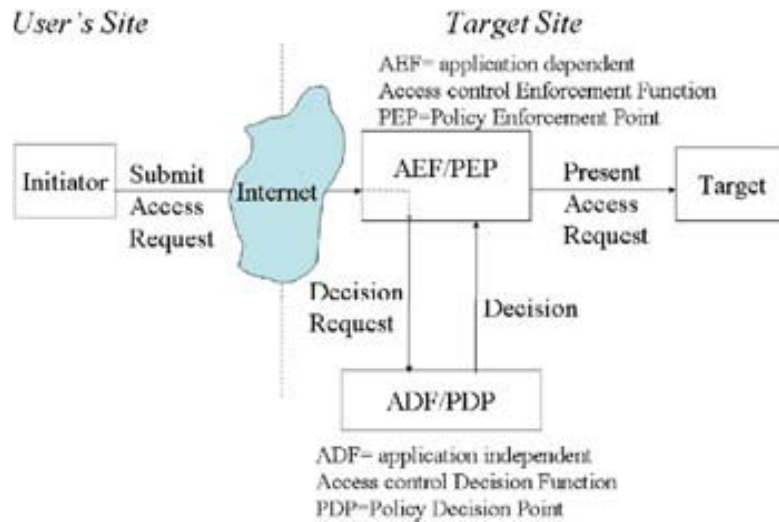 User's Site
Target Site
AEF= application dependent
Access control Enforcement Function
PEP=Policy Enforcement Point
Initiator
Submit
Access
Request
Internet
AEF/PEP
Present
Access
Request
Target
Decision
Request
Decision
ADF/PDP
ADF= application independent
Access control Decision Function
PDP=Policy Decision Point